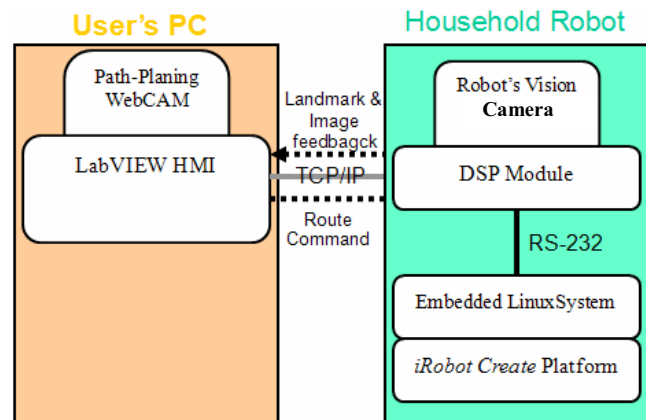 User's PC
Path-Planing
WebCAM
LabVIEW HMI
Landmark &
Image
feedbagck
TCP/IP
Route
Command
Household Robot
Robot's Vision
Camera
DSP Module
RS-232
Embedded LinuxSystem
iRobot Create Platform